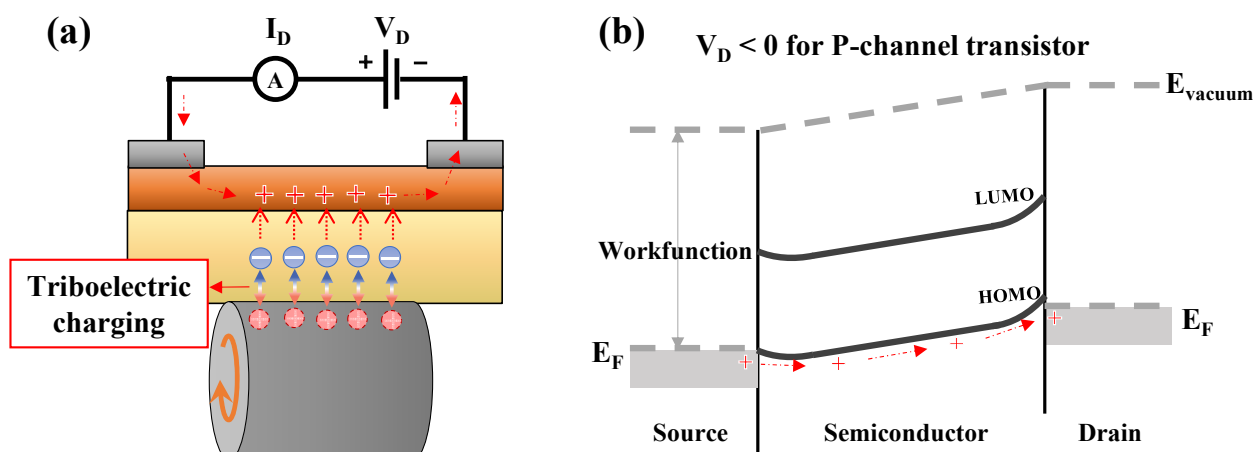 (a)
I_D
V_D
+
−
A
+ + + + +
− − − − −
+ + + + +
Triboelectric
charging
(b)
V_D < 0 for P-channel transistor
E_vacuum
LUMO
Workfunction
HOMO
E_F
E_F
+
+
+
+
Source
Semiconductor
Drain